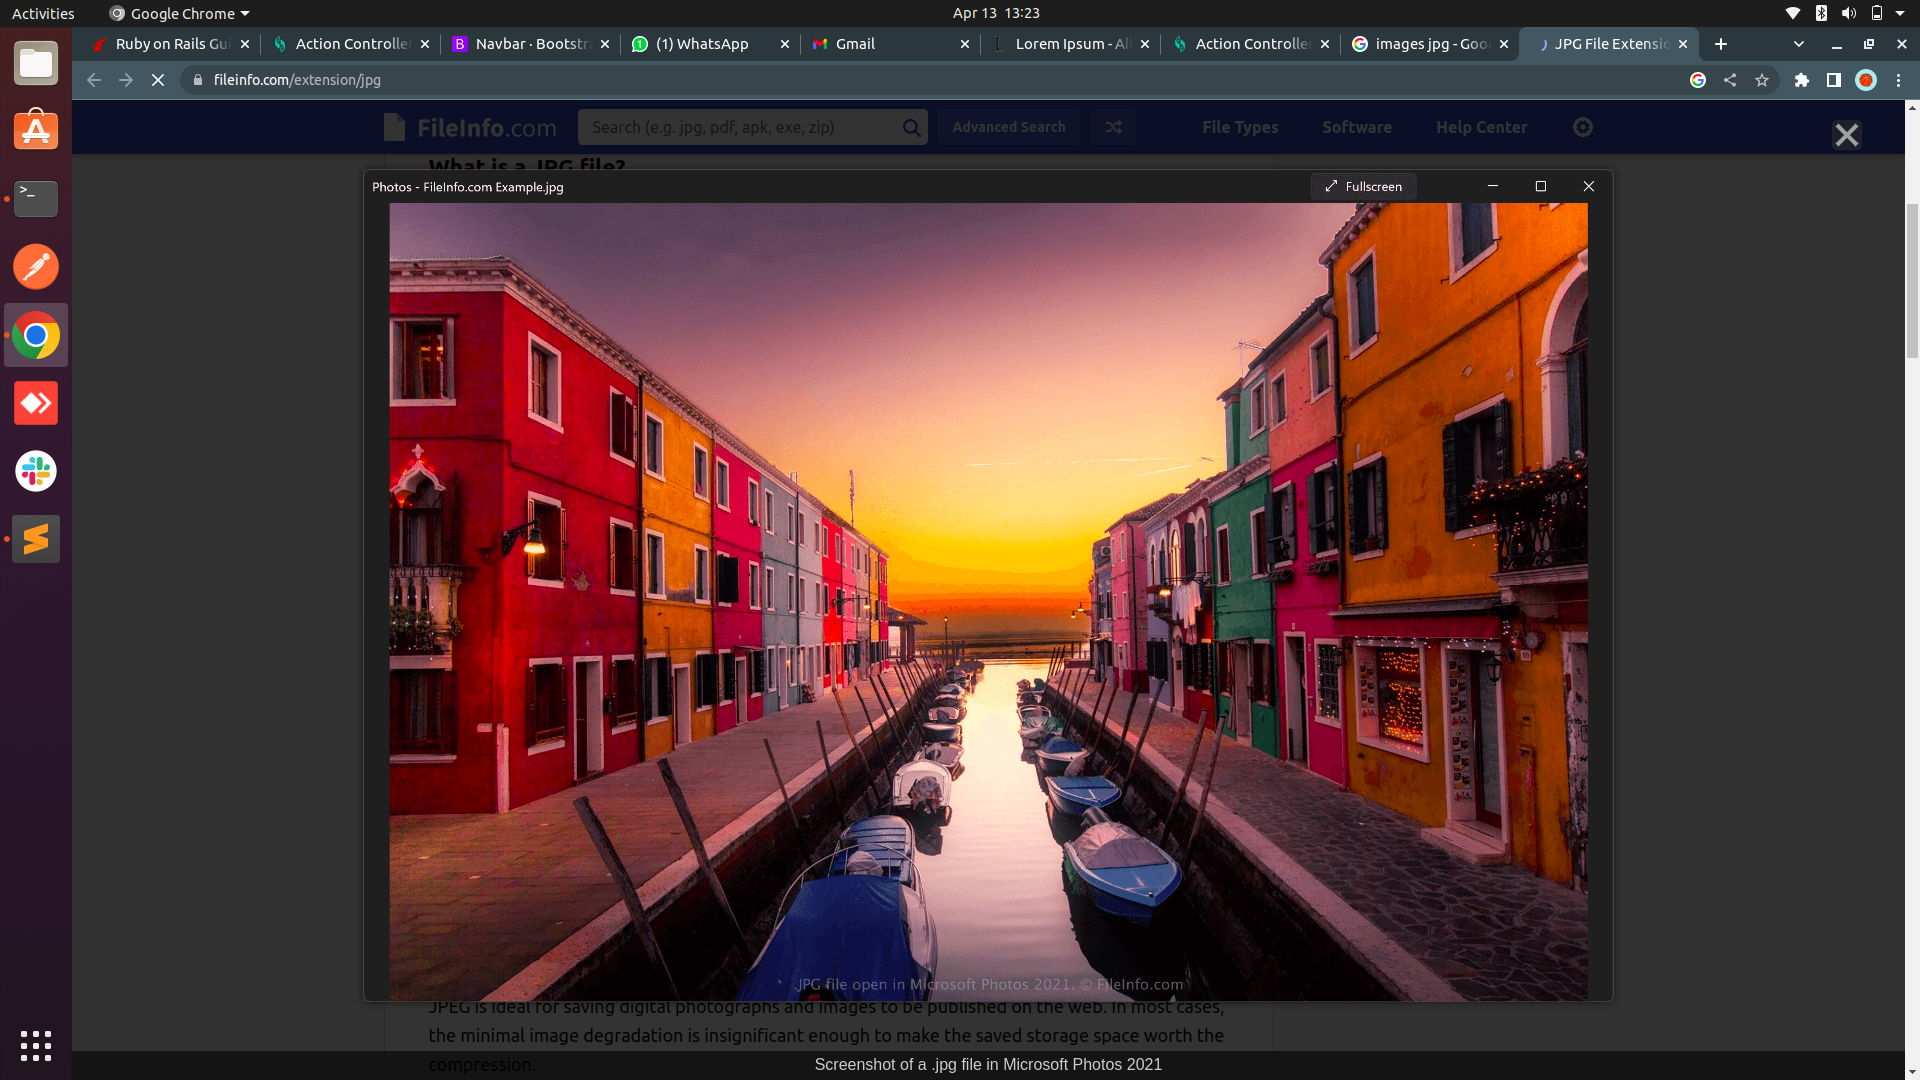 Activities
Google Chrome
Apr 13 13:23
Ruby on Rails Gui
Action Controller
Navbar · Bootstra
(1) WhatsApp
Gmail
Lorem Ipsum - All
Action Controller
images jpg - Goog
JPG File Extensio
fileinfo.com/extension/jpg
FileInfo.com
Search (e.g. jpg, pdf, apk, exe, zip)
Advanced Search
File Types
Software
Help Center
What is a JPG file?
Photos - FileInfo.com Example.jpg
Fullscreen
.JPG file open in Microsoft Photos 2021. © FileInfo.com
JPEG is ideal for saving digital photographs and images to be published on the web. In most cases,
the minimal image degradation is insignificant enough to make the saved storage space worth the
compression.
Screenshot of a .jpg file in Microsoft Photos 2021